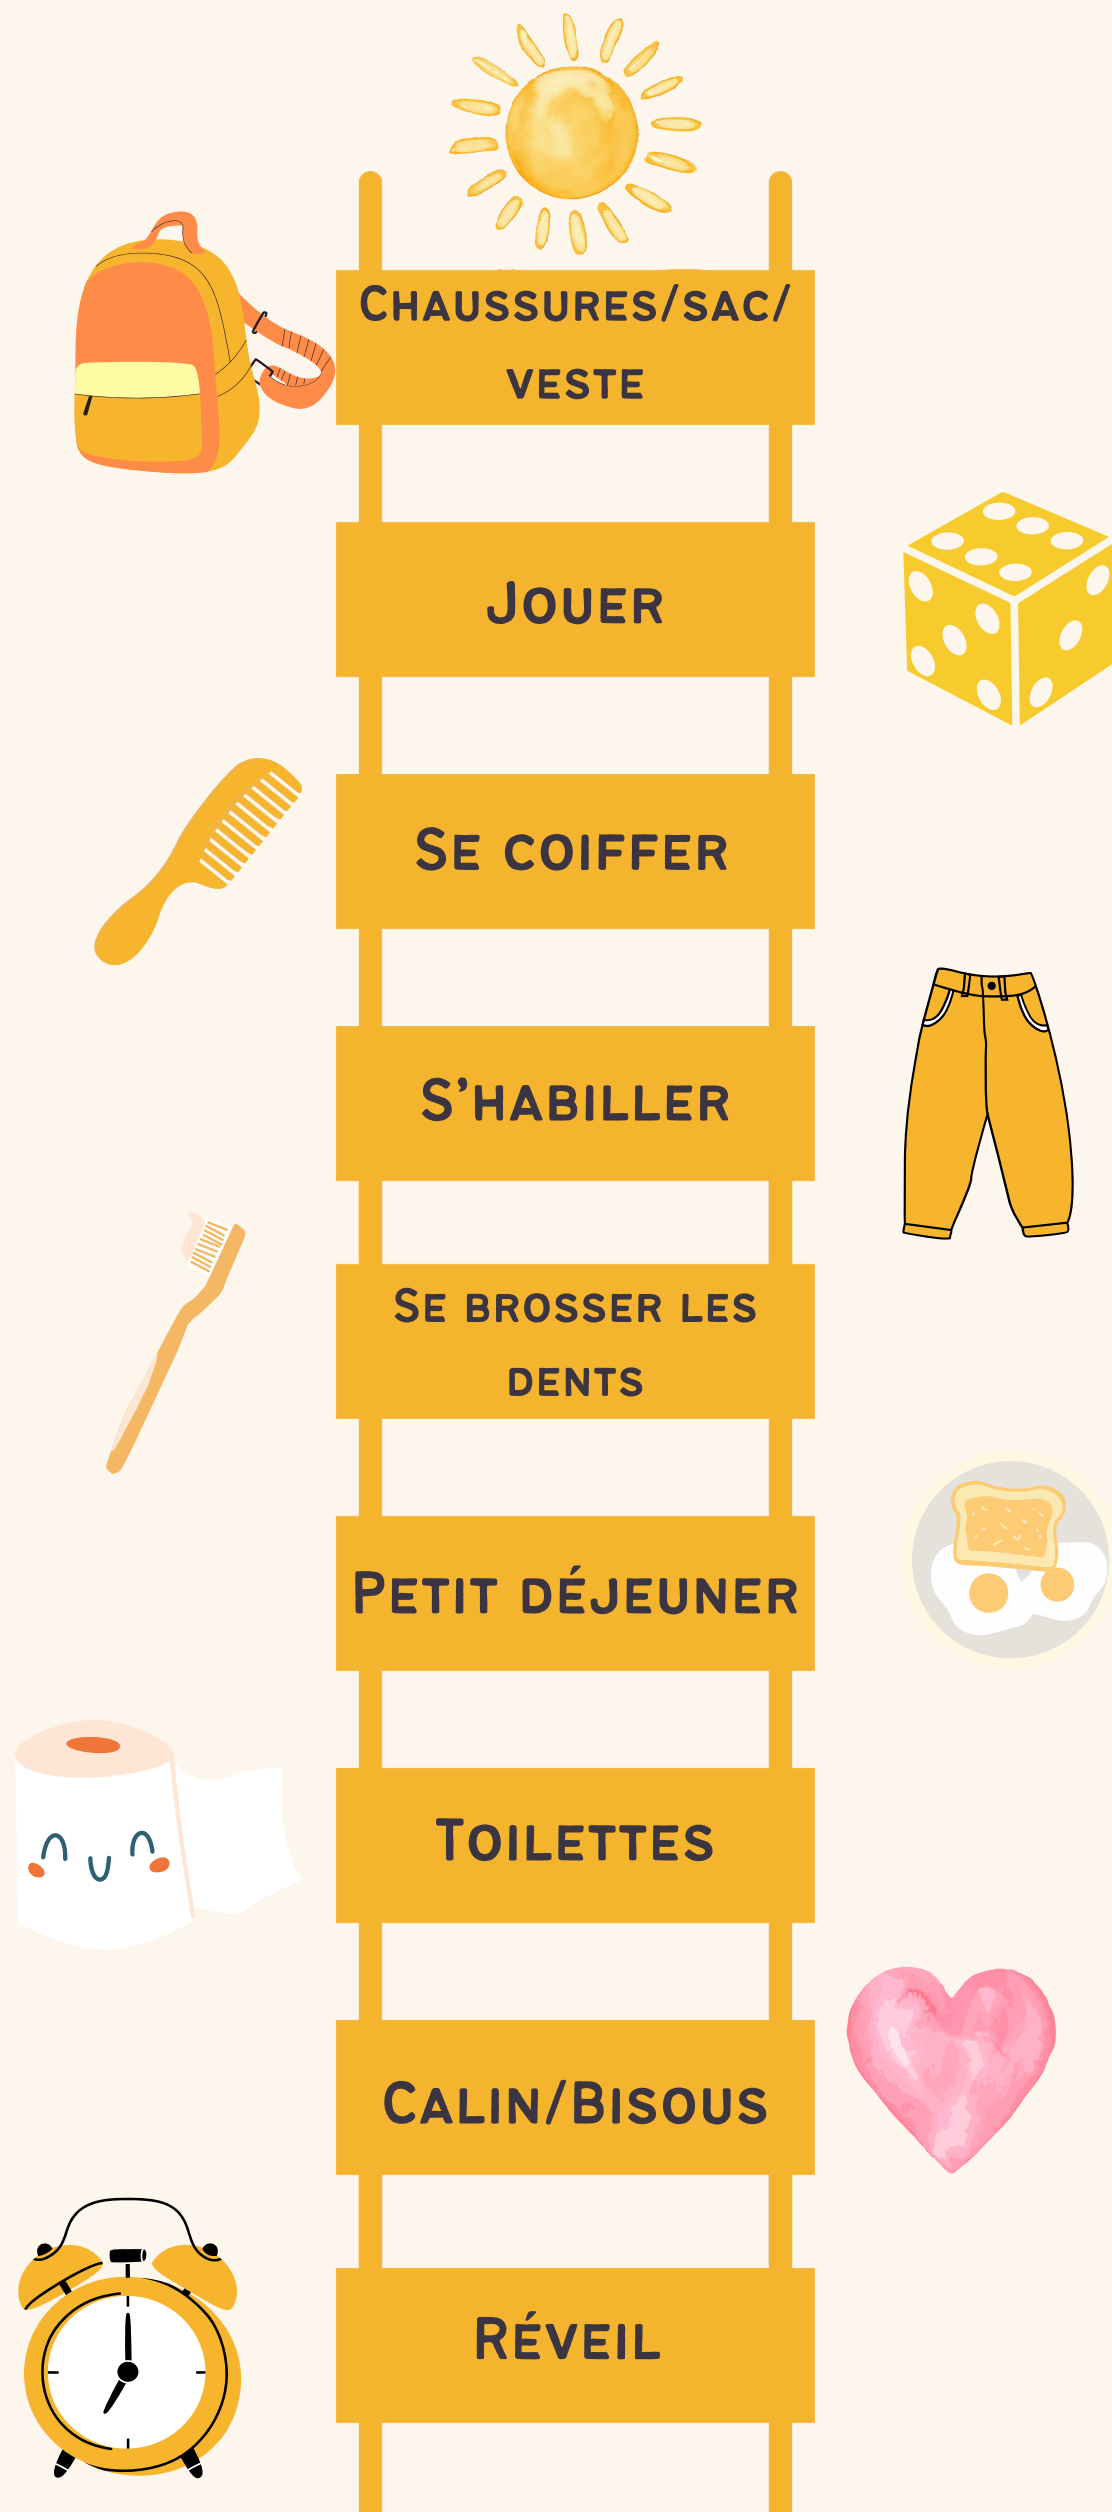 Chaussures/sac/
veste
Jouer
Se coiffer
S'habiller
Se brosser les
dents
Petit déjeuner
Toilettes
Calin/Bisous
Réveil